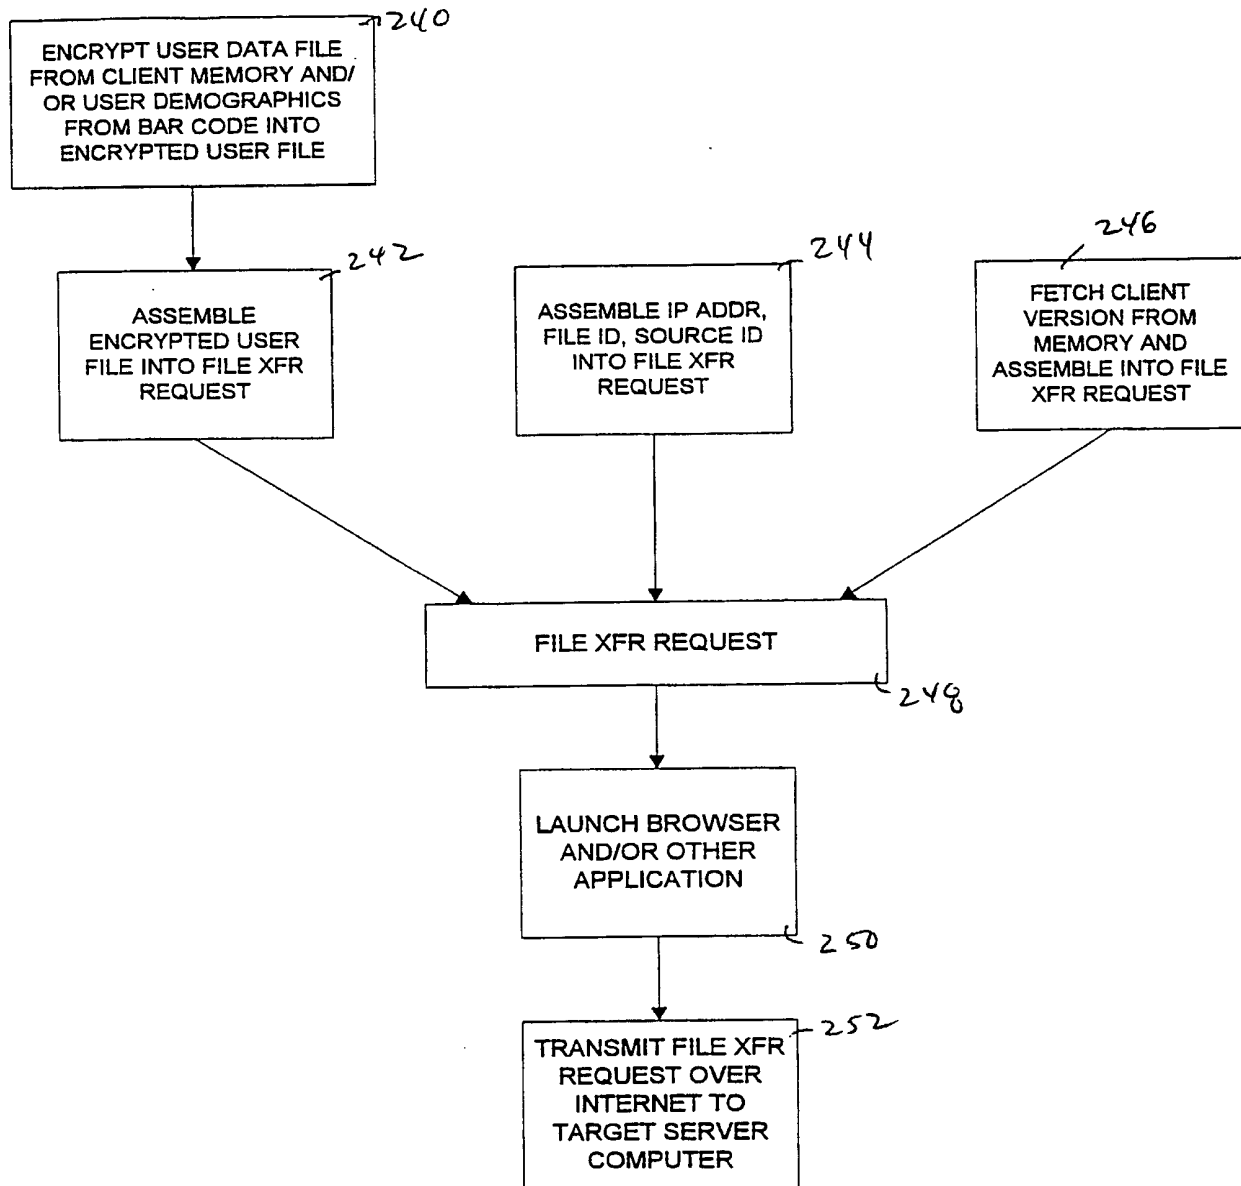 240
ENCRYPT USER DATA FILE
FROM CLIENT MEMORY AND/
OR USER DEMOGRAPHICS
FROM BAR CODE INTO
ENCRYPTED USER FILE
242
ASSEMBLE
ENCRYPTED USER
FILE INTO FILE XFR
REQUEST
244
ASSEMBLE IP ADDR,
FILE ID, SOURCE ID
INTO FILE XFR
REQUEST
246
FETCH CLIENT
VERSION FROM
MEMORY AND
ASSEMBLE INTO FILE
XFR REQUEST
FILE XFR REQUEST
248
LAUNCH BROWSER
AND/OR OTHER
APPLICATION
250
252
TRANSMIT FILE XFR
REQUEST OVER
INTERNET TO
TARGET SERVER
COMPUTER